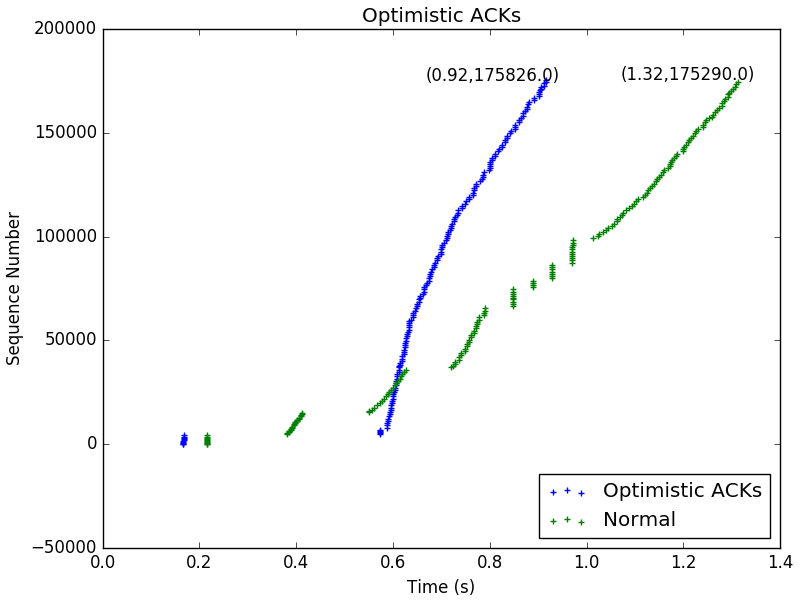 Optimistic ACKs
200000
(0.92,175826.0)
(1.32,175290.0)
150000
100000
Sequence Number
50000
0
Optimistic ACKs
Normal
−50000
0.0 0.2 0.4 0.6 0.8 1.0 1.2 1.4
Time (s)